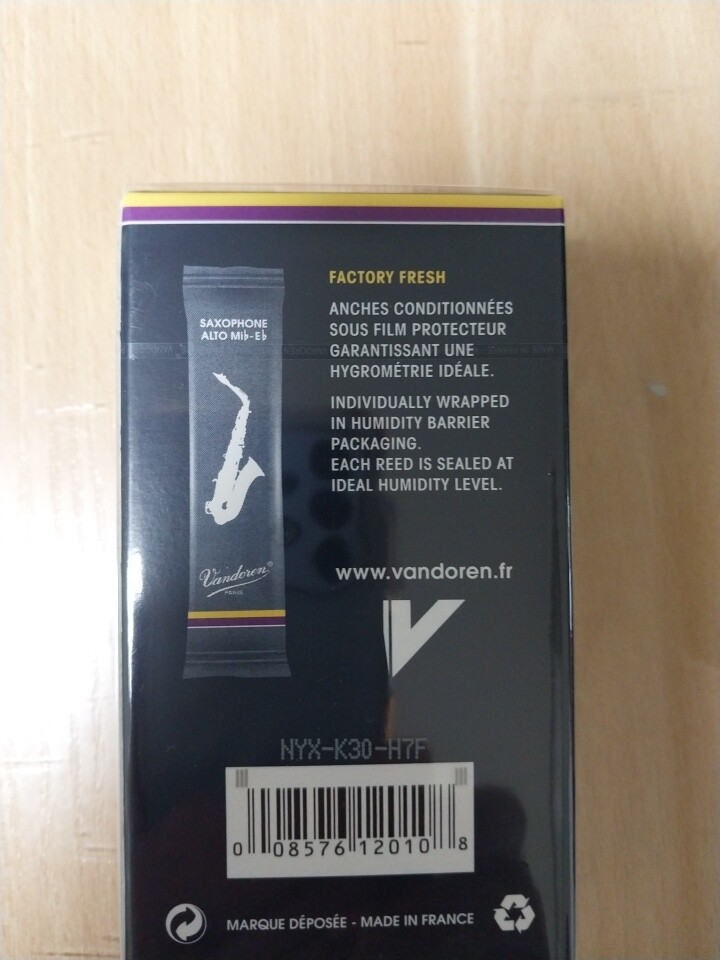 FACTORY FRESH
ANCHES CONDITIONNÉES
SOUS FILM PROTECTEUR
GARANTISSANT UNE
HYGROMÉTRIE IDÉALE.
INDIVIDUALLY WRAPPED
IN HUMIDITY BARRIER
PACKAGING.
EACH REED IS SEALED AT
IDEAL HUMIDITY LEVEL.
SAXOPHONE
ALTO Mi♭-E♭
Vandoren®
PARIS
www.vandoren.fr
V
NYX-K30-H7F
0 08576 12010 8
MARQUE DÉPOSÉE - MADE IN FRANCE